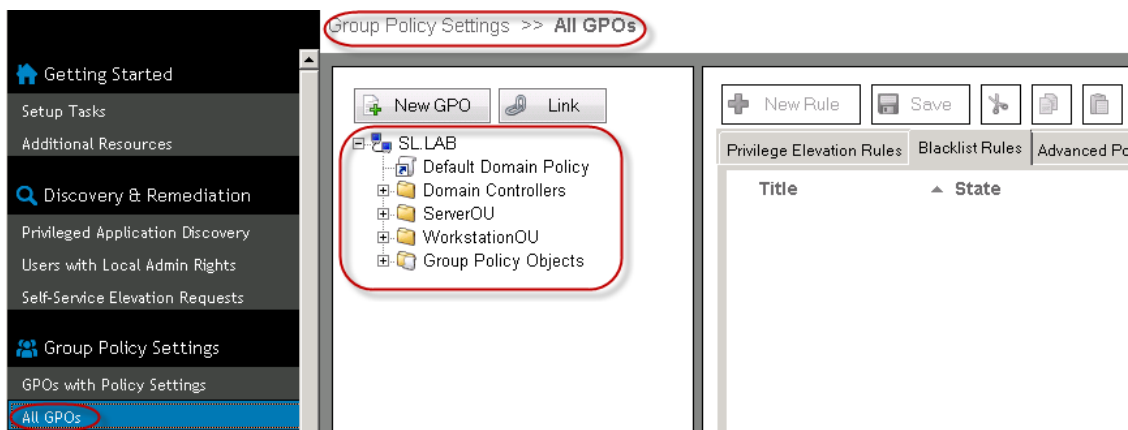 Group Policy Settings >> All GPOs
Getting Started
Setup Tasks
Additional Resources
Discovery & Remediation
Privileged Application Discovery
Users with Local Admin Rights
Self-Service Elevation Requests
Group Policy Settings
GPOs with Policy Settings
All GPOs
New GPO
Link
SL.LAB
Default Domain Policy
Domain Controllers
ServerOU
WorkstationOU
Group Policy Objects
New Rule
Save
Privilege Elevation Rules
Blacklist Rules
Advanced Po
Title
State